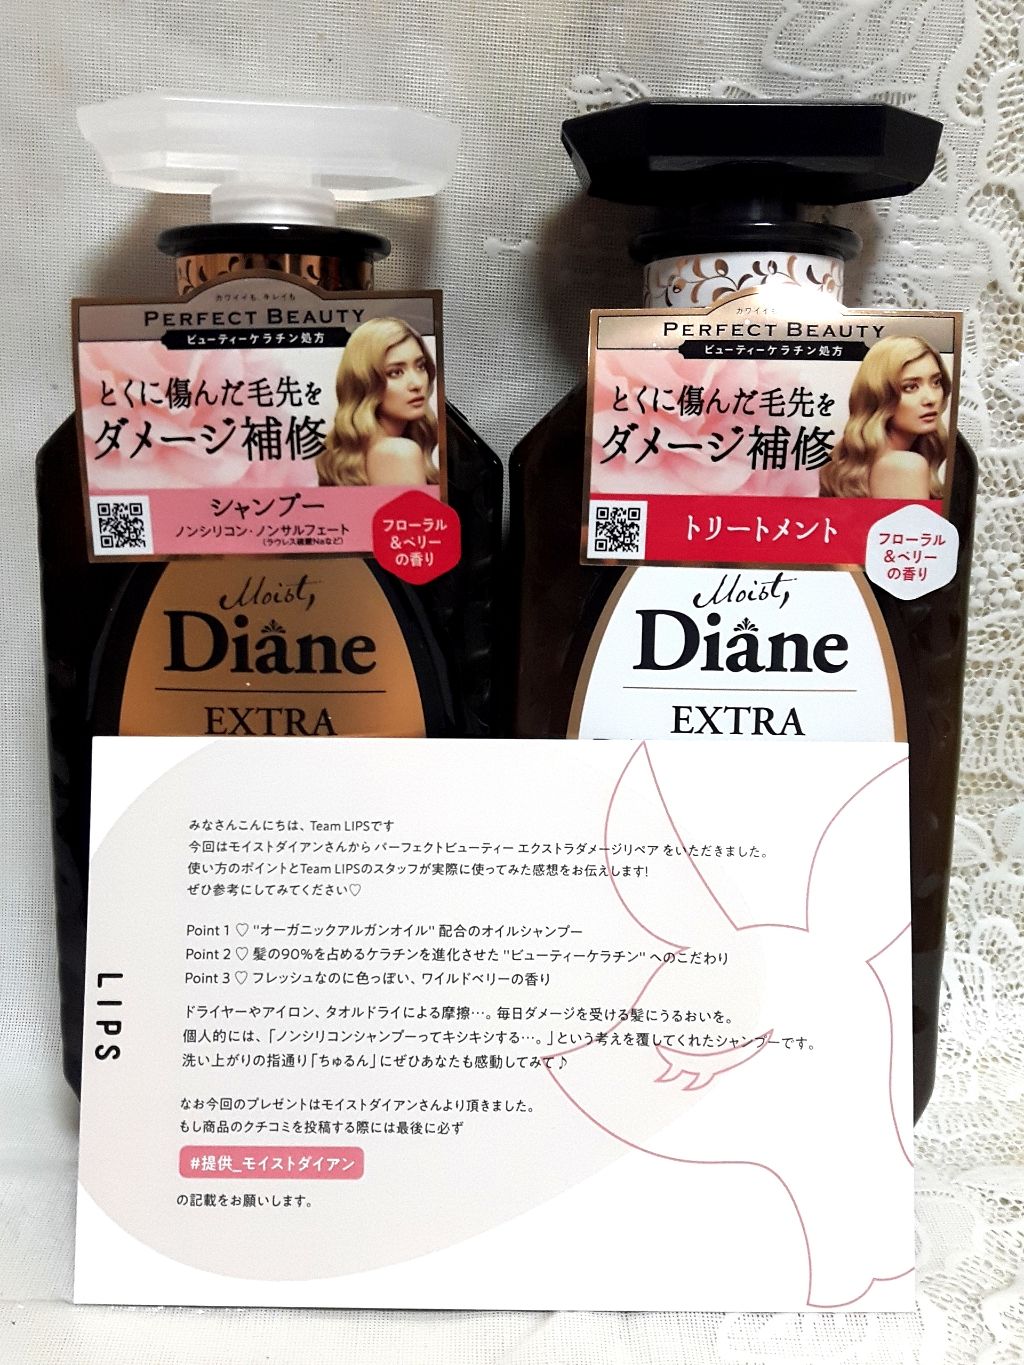 カワイイも、キレイも
PERFECT BEAUTY
ビューティーケラチン処方
とくに傷んだ毛先を
ダメージ補修
シャンプー
ノンシリコン・ノンサルフェート
(ラウレス硫酸Naなど)
フローラル
&ベリー
の香り
Moist,
Diane
EXTRA
カワイイも
PERFECT BEAUTY
ビューティーケラチン処方
とくに傷んだ毛先を
ダメージ補修
トリートメント
フローラル
&ベリー
の香り
Moist,
Diane
EXTRA
LIPS
みなさんこんにちは、Team LIPSです
今回はモイストダイアンさんから パーフェクトビューティー エクストラダメージリペア をいただきました。
使い方のポイントとTeam LIPSのスタッフが実際に使ってみた感想をお伝えします!
ぜひ参考にしてみてください♡
Point 1 ♡ "オーガニックアルガンオイル" 配合のオイルシャンプー
Point 2 ♡ 髪の90%を占めるケラチンを進化させた "ビューティーケラチン" へのこだわり
Point 3 ♡ フレッシュなのに色っぽい、ワイルドベリーの香り
ドライヤーやアイロン、タオルドライによる摩擦…。毎日ダメージを受ける髪にうるおいを。
個人的には、「ノンシリコンシャンプーってキシキシする…。」という考えを覆してくれたシャンプーです。
洗い上がりの指通り「ちゅるん」にぜひあなたも感動してみて♪
なお今回のプレゼントはモイストダイアンさんより頂きました。
もし商品のクチコミを投稿する際には最後に必ず
#提供_モイストダイアン
の記載をお願いします。